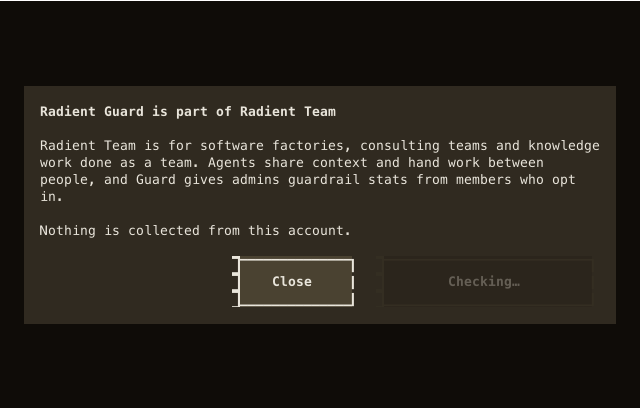 Radient Guard is part of Radient Team
Radient Team is for software factories, consulting teams and knowledge
work done as a team. Agents share context and hand work between
people, and Guard gives admins guardrail stats from members who opt
in.
Nothing is collected from this account.
Close
Checking…